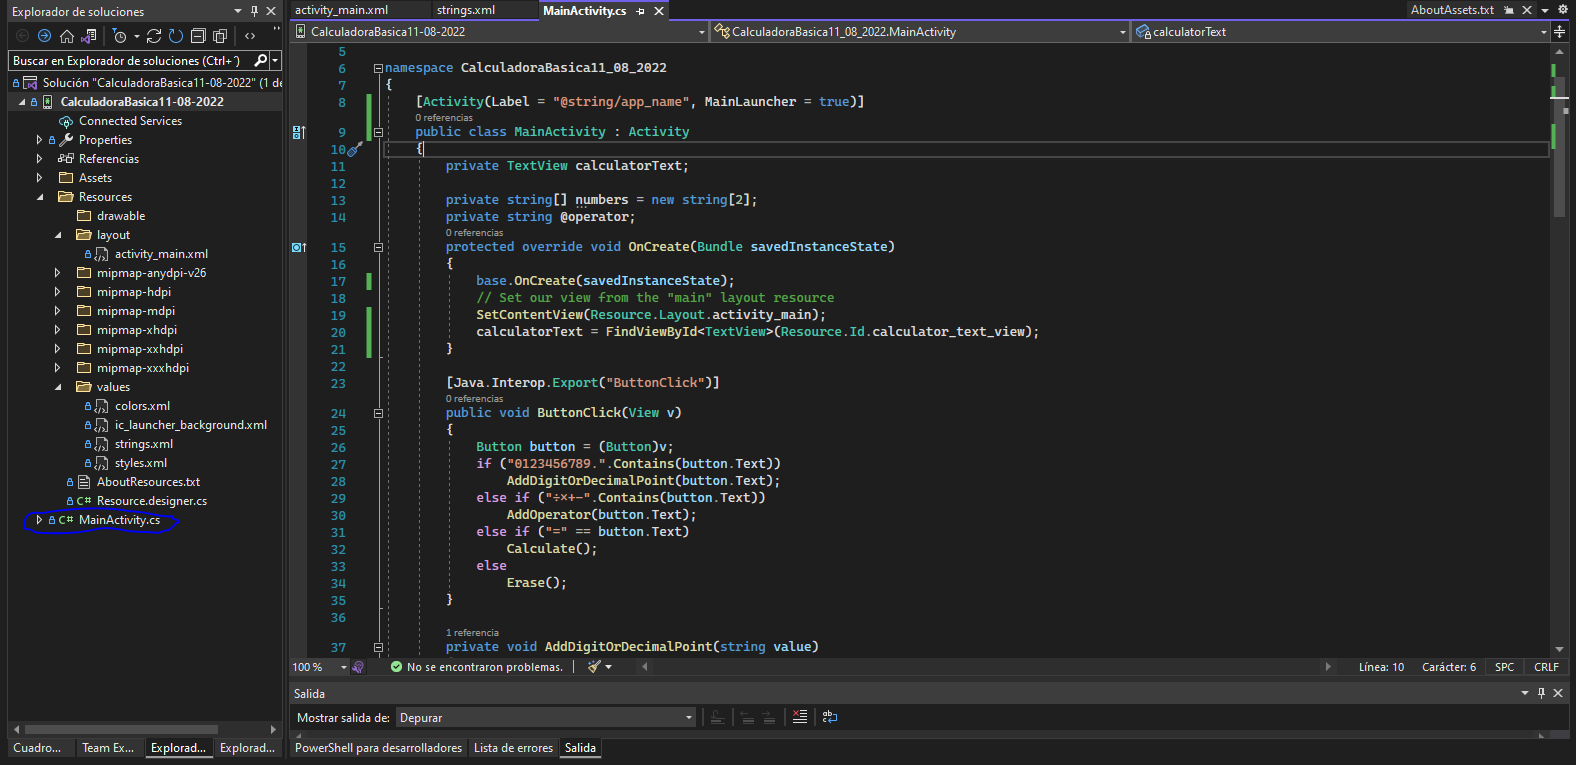 Explorador de soluciones
Buscar en Explorador de soluciones (Ctrl+´)
Solución "CalculadoraBasica11-08-2022" (1 de
CalculadoraBasica11-08-2022
Connected Services
Properties
Referencias
Assets
Resources
drawable
layout
activity_main.xml
mipmap-anydpi-v26
mipmap-hdpi
mipmap-mdpi
mipmap-xhdpi
mipmap-xxhdpi
mipmap-xxxhdpi
values
colors.xml
ic_launcher_background.xml
strings.xml
styles.xml
AboutResources.txt
C# Resource.designer.cs
C# MainActivity.cs
Cuadro... Team Ex... Explorad... Explorad...
activity_main.xml strings.xml MainActivity.cs AboutAssets.txt
CalculadoraBasica11-08-2022 CalculadoraBasica11_08_2022.MainActivity calculatorText
5
6 namespace CalculadoraBasica11_08_2022
7 {
8 [Activity(Label = "@string/app_name", MainLauncher = true)]
0 referencias
9 public class MainActivity : Activity
10 {
11 private TextView calculatorText;
12
13 private string[] numbers = new string[2];
14 private string @operator;
0 referencias
15 protected override void OnCreate(Bundle savedInstanceState)
16 {
17 base.OnCreate(savedInstanceState);
18 // Set our view from the "main" layout resource
19 SetContentView(Resource.Layout.activity_main);
20 calculatorText = FindViewById<TextView>(Resource.Id.calculator_text_view);
21 }
22
23 [Java.Interop.Export("ButtonClick")]
0 referencias
24 public void ButtonClick(View v)
25 {
26 Button button = (Button)v;
27 if ("0123456789.".Contains(button.Text))
28 AddDigitOrDecimalPoint(button.Text);
29 else if ("÷×+-".Contains(button.Text))
30 AddOperator(button.Text);
31 else if ("=" == button.Text)
32 Calculate();
33 else
34 Erase();
35 }
36
1 referencia
37 private void AddDigitOrDecimalPoint(string value)
100 % No se encontraron problemas. Línea: 10 Carácter: 6 SPC CRLF
Salida
Mostrar salida de: Depurar
PowerShell para desarrolladores Lista de errores Salida